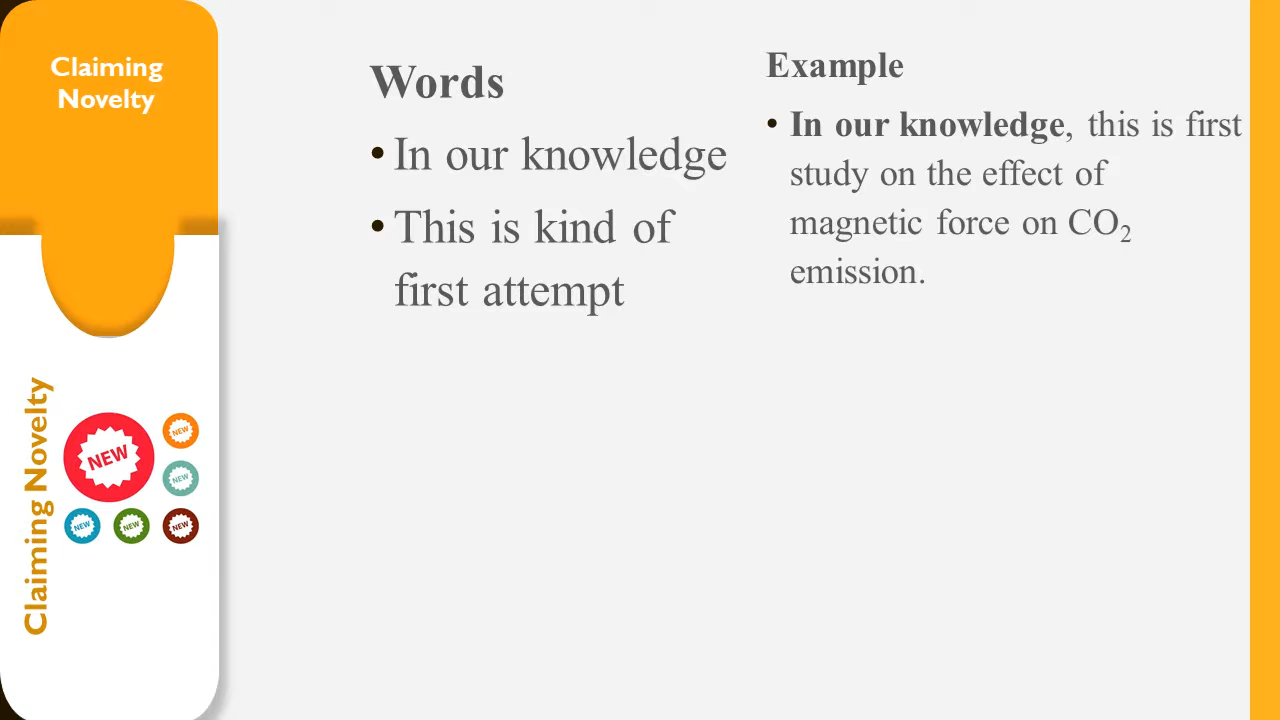 Claiming
Novelty
Words
• In our knowledge
• This is kind of
first attempt
Example
• In our knowledge, this is first
study on the effect of
magnetic force on CO₂
emission.
Claiming Novelty
NEW
NEW
NEW
NEW
NEW
NEW